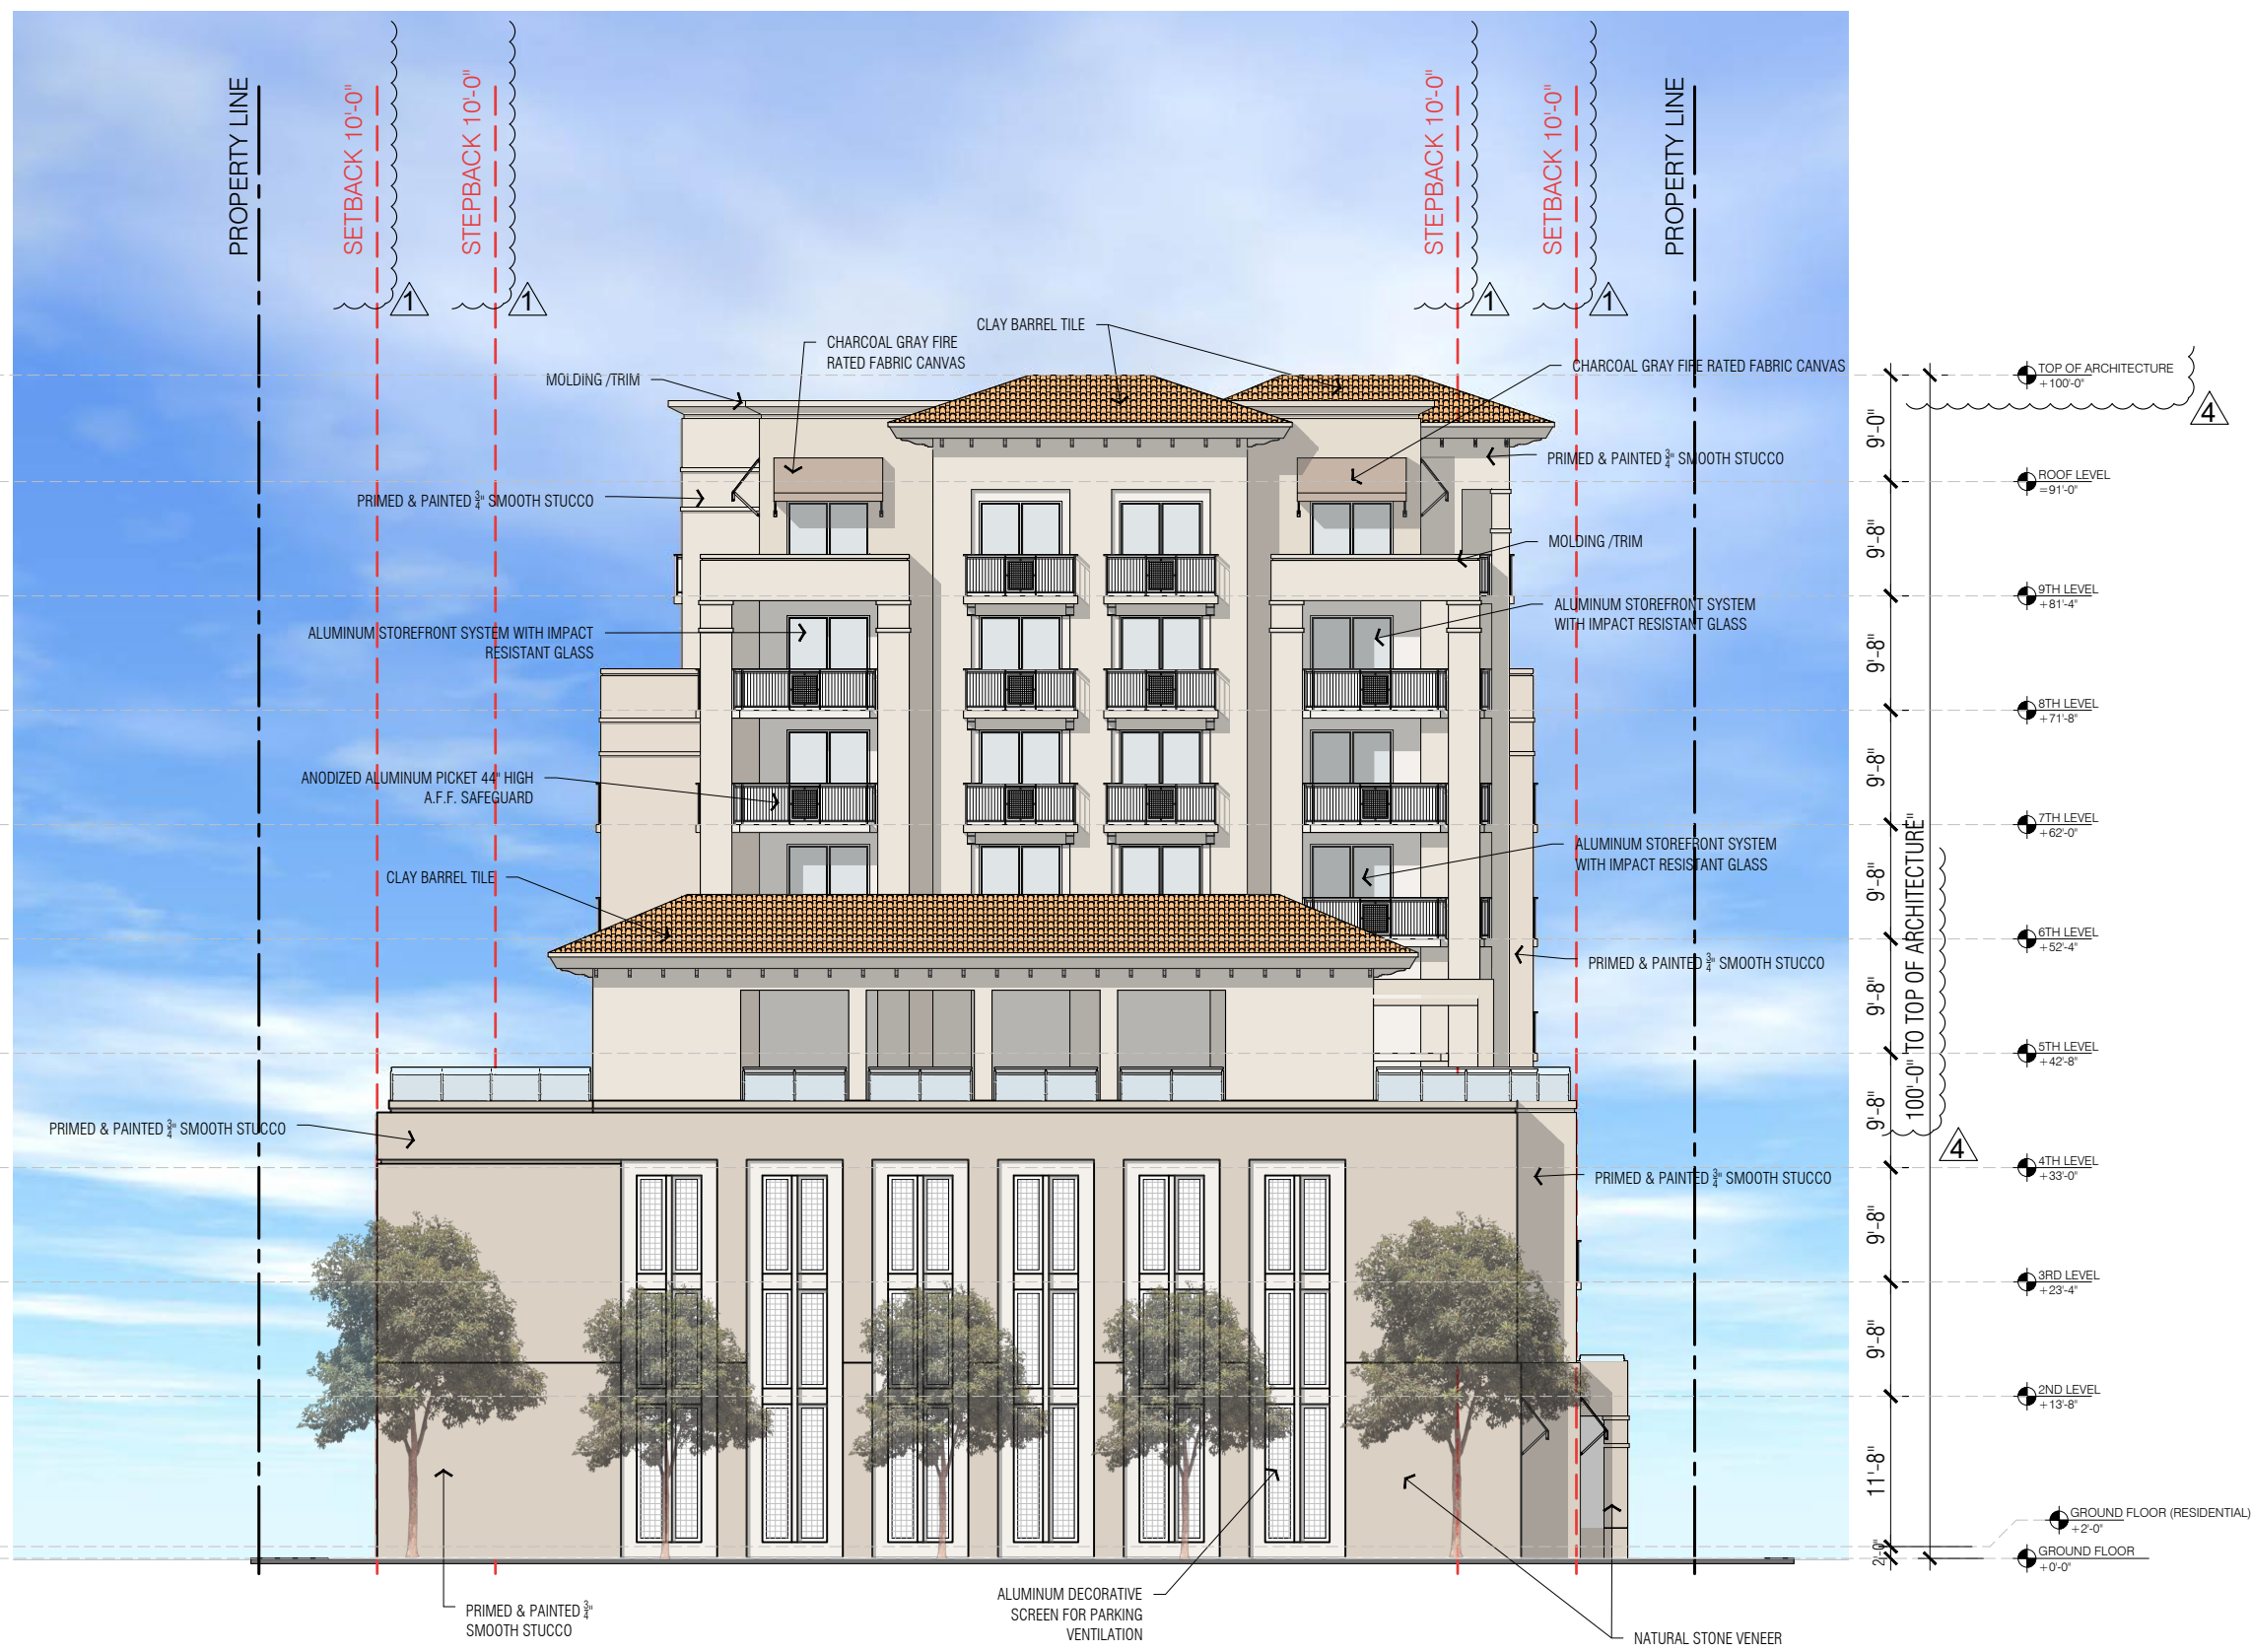 PROPERTY LINE
SETBACK 10'-0"
STEPBACK 10'-0"
STEPBACK 10'-0"
SETBACK 10'-0"
PROPERTY LINE
1
1
1
1
CLAY BARREL TILE
CHARCOAL GRAY FIRE
RATED FABRIC CANVAS
MOLDING /TRIM
CHARCOAL GRAY FIRE RATED FABRIC CANVAS
PRIMED & PAINTED 3/4" SMOOTH STUCCO
PRIMED & PAINTED 3/4" SMOOTH STUCCO
MOLDING /TRIM
ALUMINUM STOREFRONT SYSTEM WITH IMPACT
RESISTANT GLASS
ALUMINUM STOREFRONT SYSTEM
WITH IMPACT RESISTANT GLASS
ANODIZED ALUMINUM PICKET 44" HIGH
A.F.F. SAFEGUARD
ALUMINUM STOREFRONT SYSTEM
WITH IMPACT RESISTANT GLASS
CLAY BARREL TILE
PRIMED & PAINTED 3/4" SMOOTH STUCCO
PRIMED & PAINTED 3/4" SMOOTH STUCCO
PRIMED & PAINTED 3/4" SMOOTH STUCCO
PRIMED & PAINTED 3/4"
SMOOTH STUCCO
ALUMINUM DECORATIVE
SCREEN FOR PARKING
VENTILATION
NATURAL STONE VENEER
9'-0"
9'-8"
9'-8"
9'-8"
9'-8"
9'-8"
9'-8"
9'-8"
9'-8"
11'-8"
2'-0"
100'-0" TO TOP OF ARCHITECTURE"
4
4
TOP OF ARCHITECTURE
+100'-0"
ROOF LEVEL
=91'-0"
9TH LEVEL
+81'-4"
8TH LEVEL
+71'-8"
7TH LEVEL
+62'-0"
6TH LEVEL
+52'-4"
5TH LEVEL
+42'-8"
4TH LEVEL
+33'-0"
3RD LEVEL
+23'-4"
2ND LEVEL
+13'-8"
GROUND FLOOR (RESIDENTIAL)
+2'-0"
GROUND FLOOR
+0'-0"